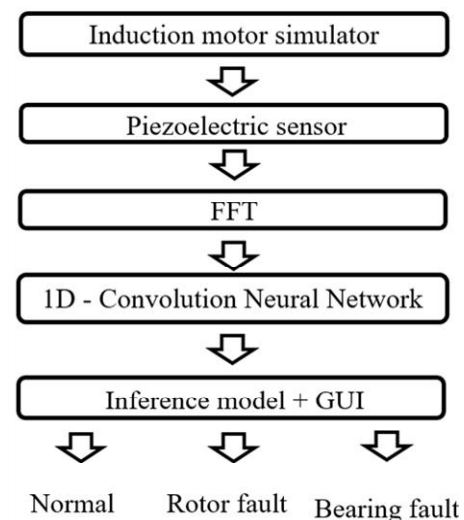 Induction motor simulator
Piezoelectric sensor
FFT
1D - Convolution Neural Network
Inference model + GUI
Normal Rotor fault Bearing fault